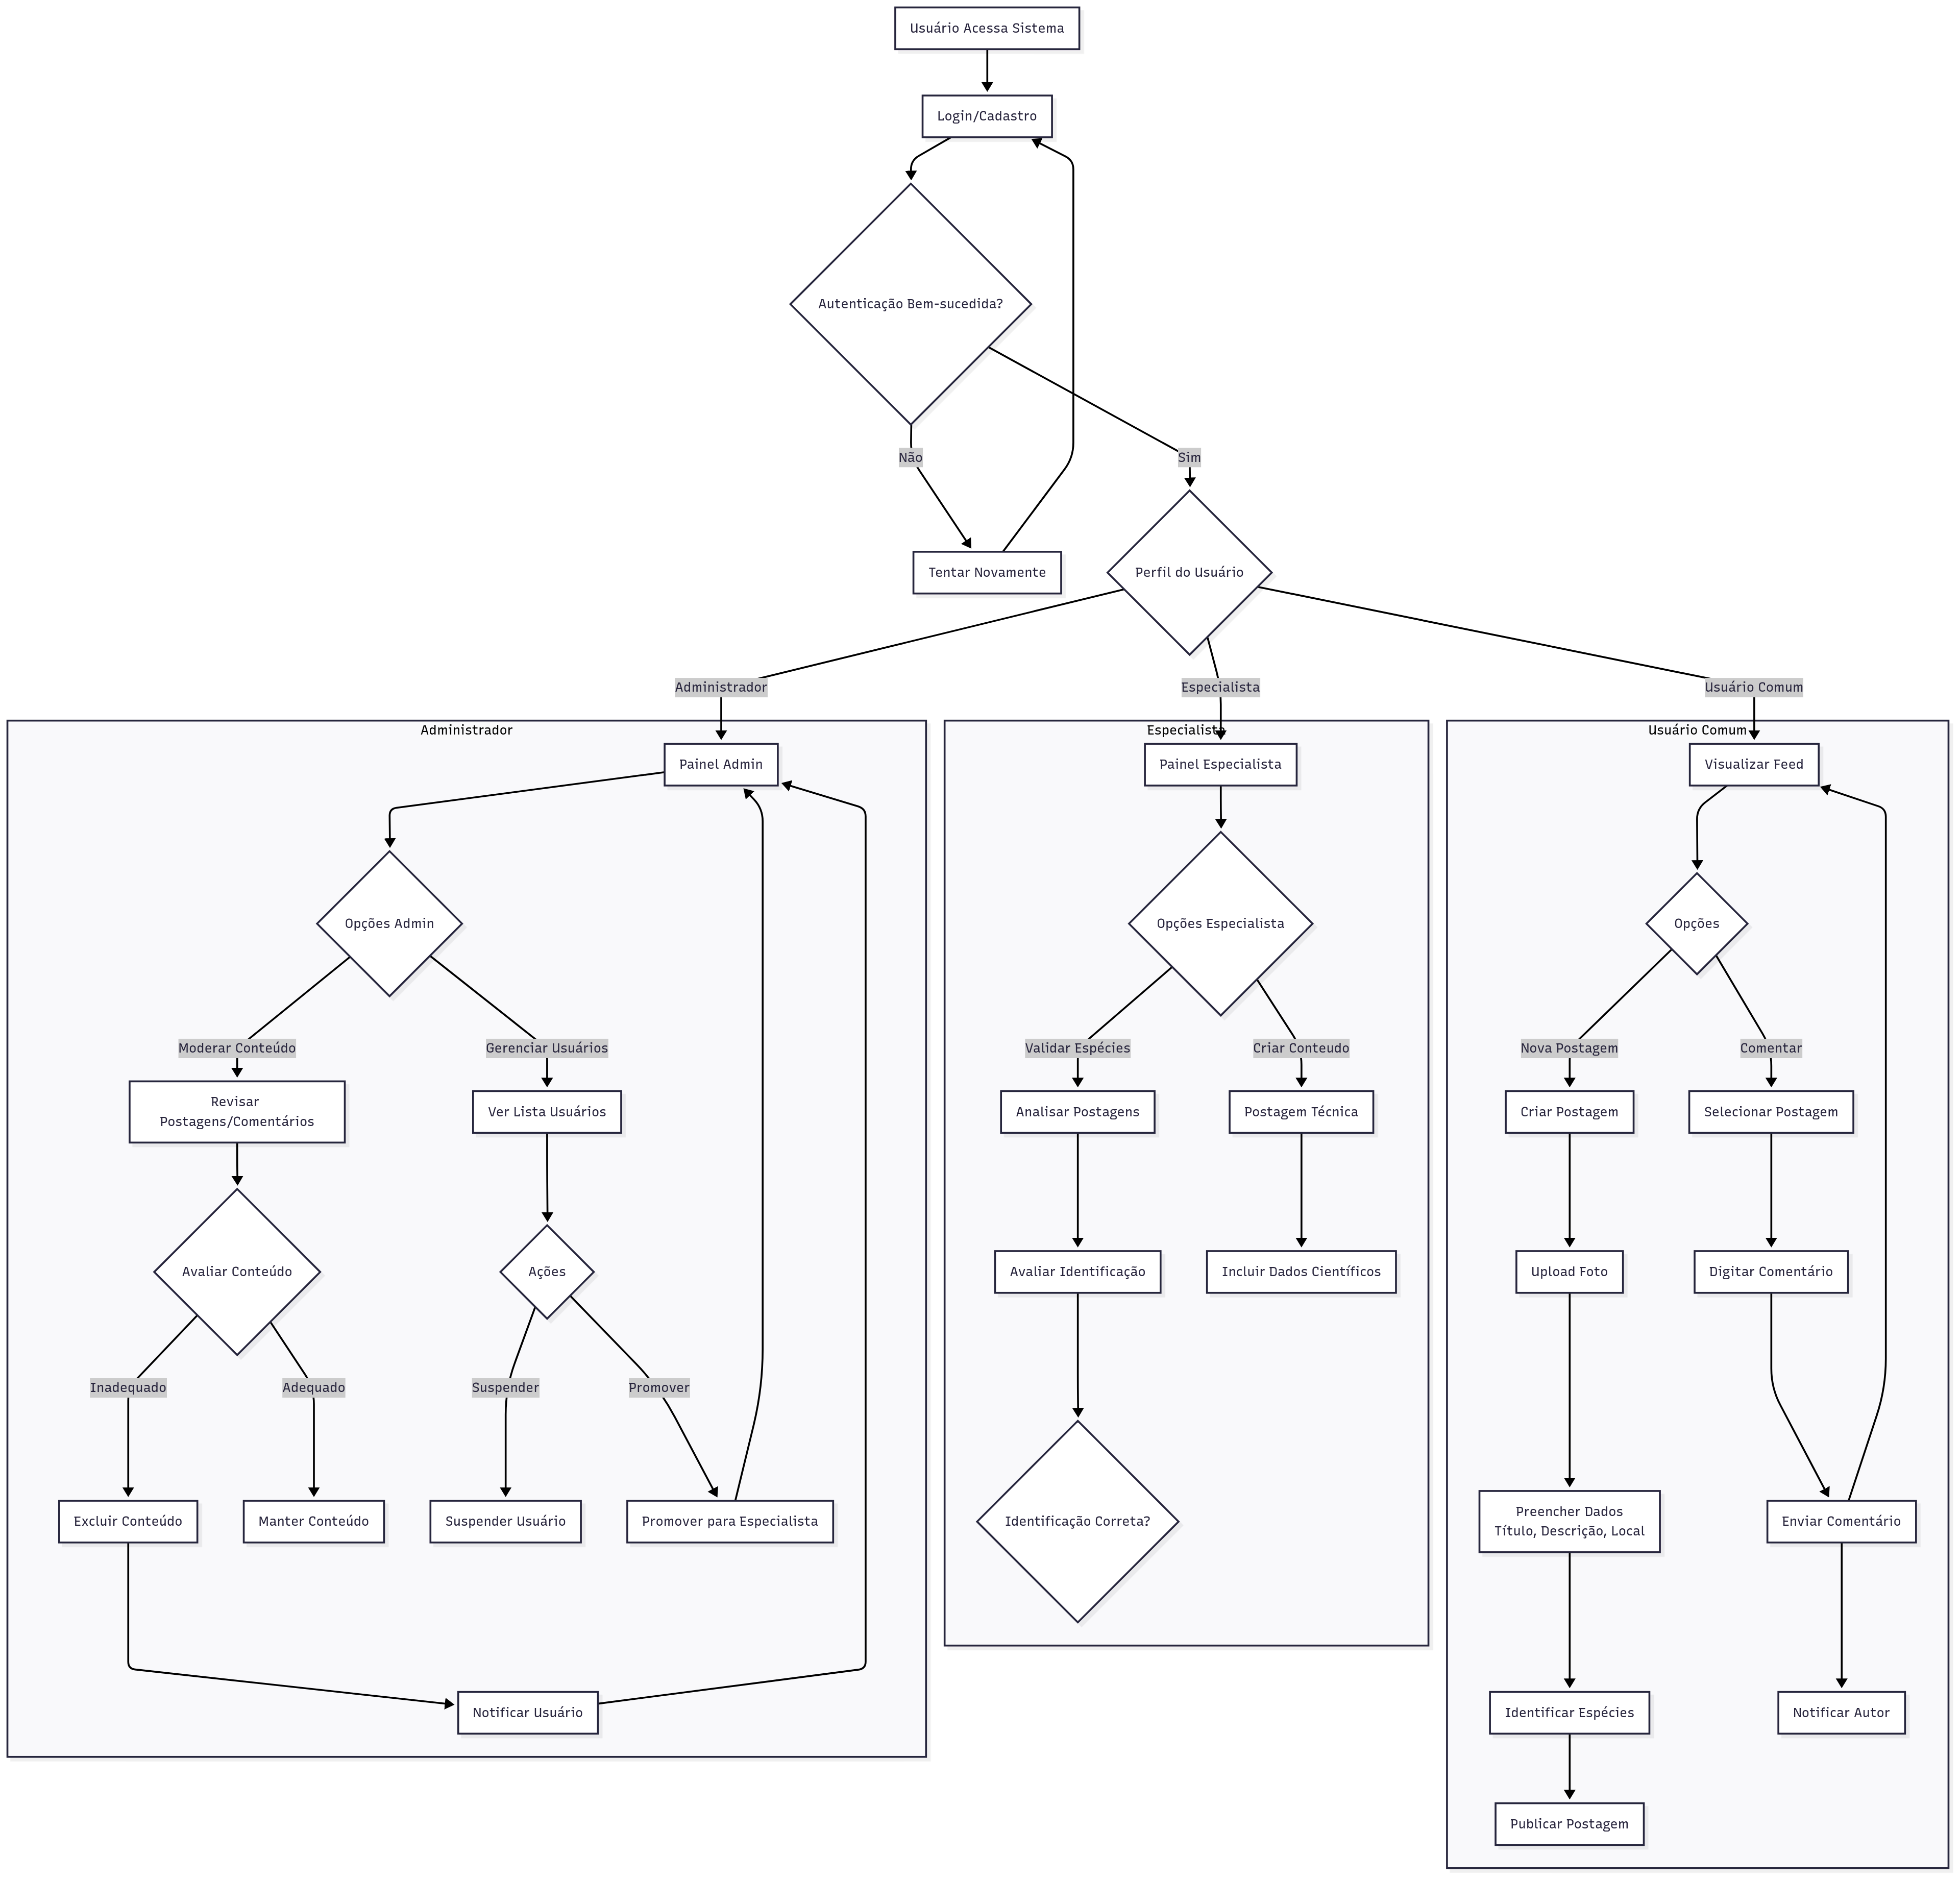 Usuário Acessa Sistema
Login/Cadastro
Autenticação Bem-sucedida?
Não
Sim
Tentar Novamente
Perfil do Usuário
Administrador
Especialista
Usuário Comum
Administrador
Painel Admin
Opções Admin
Moderar Conteúdo
Gerenciar Usuários
Revisar
Postagens/Comentários
Ver Lista Usuários
Avaliar Conteúdo
Ações
Inadequado
Adequado
Suspender
Promover
Excluir Conteúdo
Manter Conteúdo
Suspender Usuário
Promover para Especialista
Notificar Usuário
Especialista
Painel Especialista
Opções Especialista
Validar Espécies
Criar Conteudo
Analisar Postagens
Postagem Técnica
Avaliar Identificação
Incluir Dados Científicos
Identificação Correta?
Usuário Comum
Visualizar Feed
Opções
Nova Postagem
Comentar
Criar Postagem
Selecionar Postagem
Upload Foto
Digitar Comentário
Preencher Dados
Título, Descrição, Local
Enviar Comentário
Identificar Espécies
Notificar Autor
Publicar Postagem